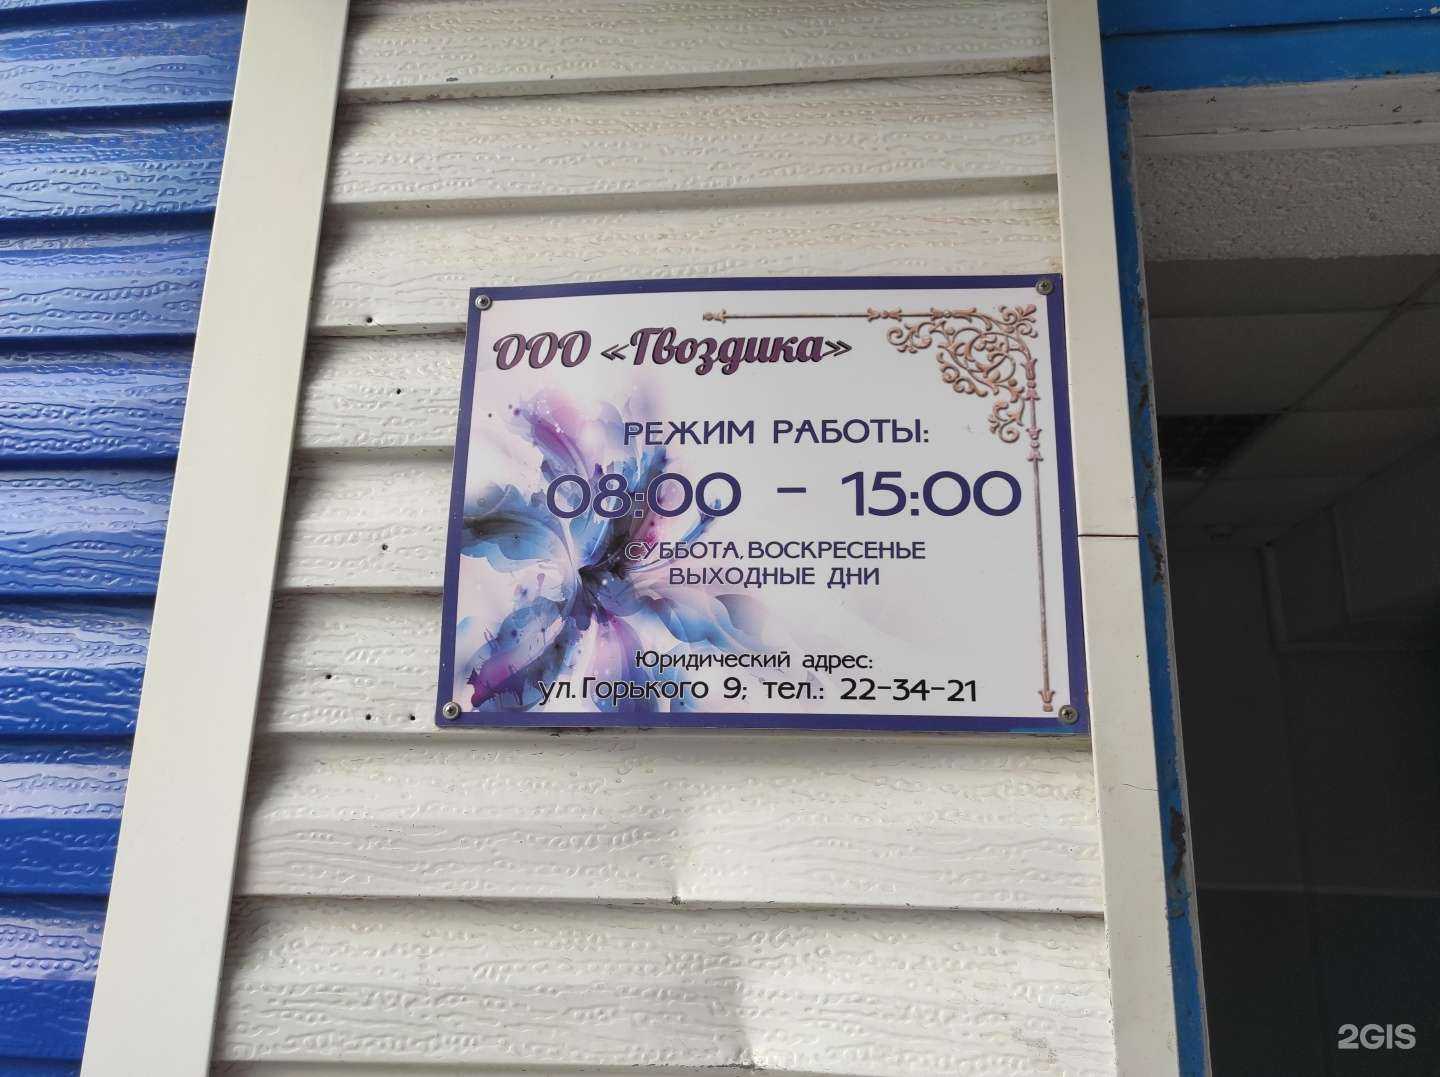 ООО «Гвоздика»
РЕЖИМ РАБОТЫ:
08:00 - 15:00
СУББОТА, ВОСКРЕСЕНЬЕ
ВЫХОДНЫЕ ДНИ
Юридический адрес:
ул. Горького 9; тел.: 22-34-21
2GIS